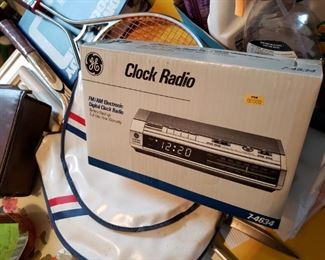 GE
Clock Radio
FM/AM Electronic
Digital Clock Radio
12:20
7-4634